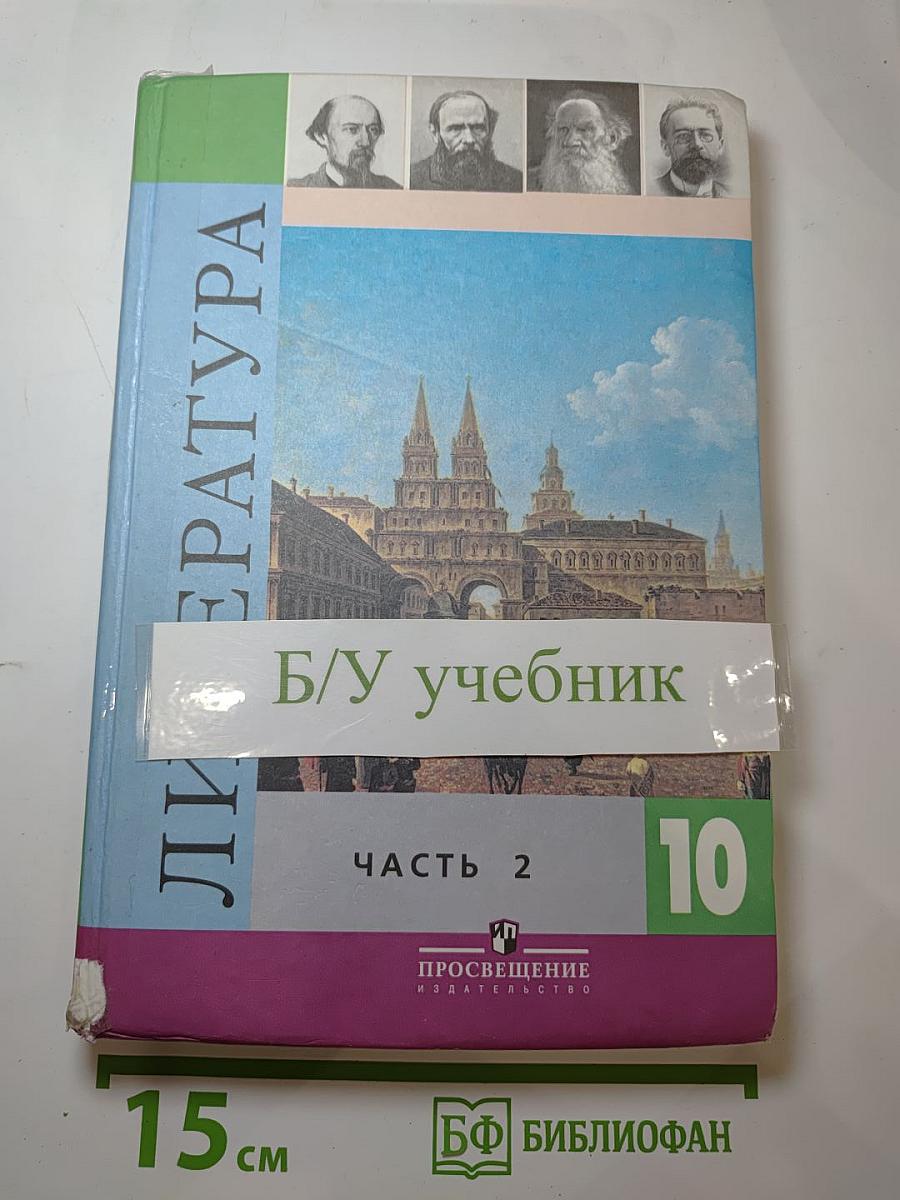 ЛИТЕРАТУРА
Б/У учебник
ЧАСТЬ 2
10
ПРОСВЕЩЕНИЕ
ИЗДАТЕЛЬСТВО
15 см
БФ БИБЛИОФАН